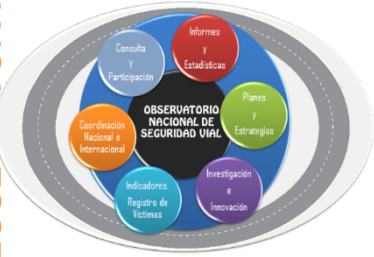 Informes
y
Estadísticas
Consulta
Y
Participación
Planes
y
Estrategias
OBSERVATORIO
NACIONAL DE
SEGURIDAD VIAL
Coordinación
Nacional e
Internacional
Investigación
e
Innovación
Indicadores.
Registro de
Víctimas